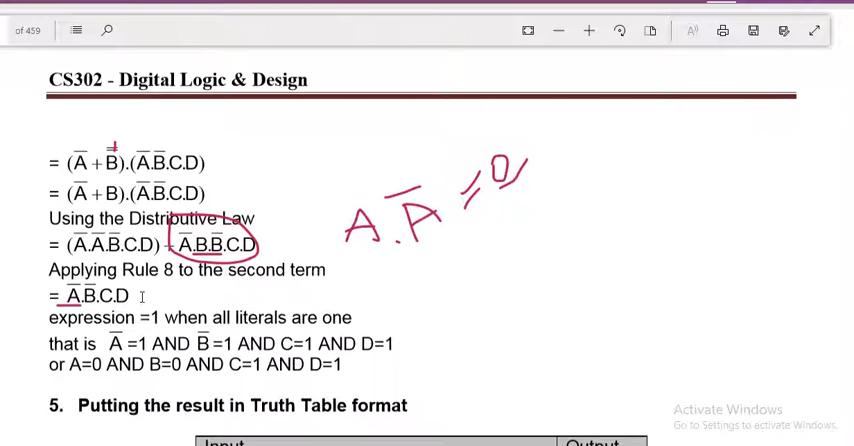 of 459
CS302 - Digital Logic & Design
= (A̅ + B̿).(A̅.B̅.C.D)
= (A̅ + B).(A̅.B̅.C.D)
Using the Distributive Law
= (A̅.A̅.B̅.C.D) + A̅.B.B̅.C.D)
A.A̅ = 0
Applying Rule 8 to the second term
= A̅.B̅.C.D
expression =1 when all literals are one
that is A̅ =1 AND B̅ =1 AND C=1 AND D=1
or A=0 AND B=0 AND C=1 AND D=1
5. Putting the result in Truth Table format
Input Output
Activate Windows
Go to Settings to activate Windows.